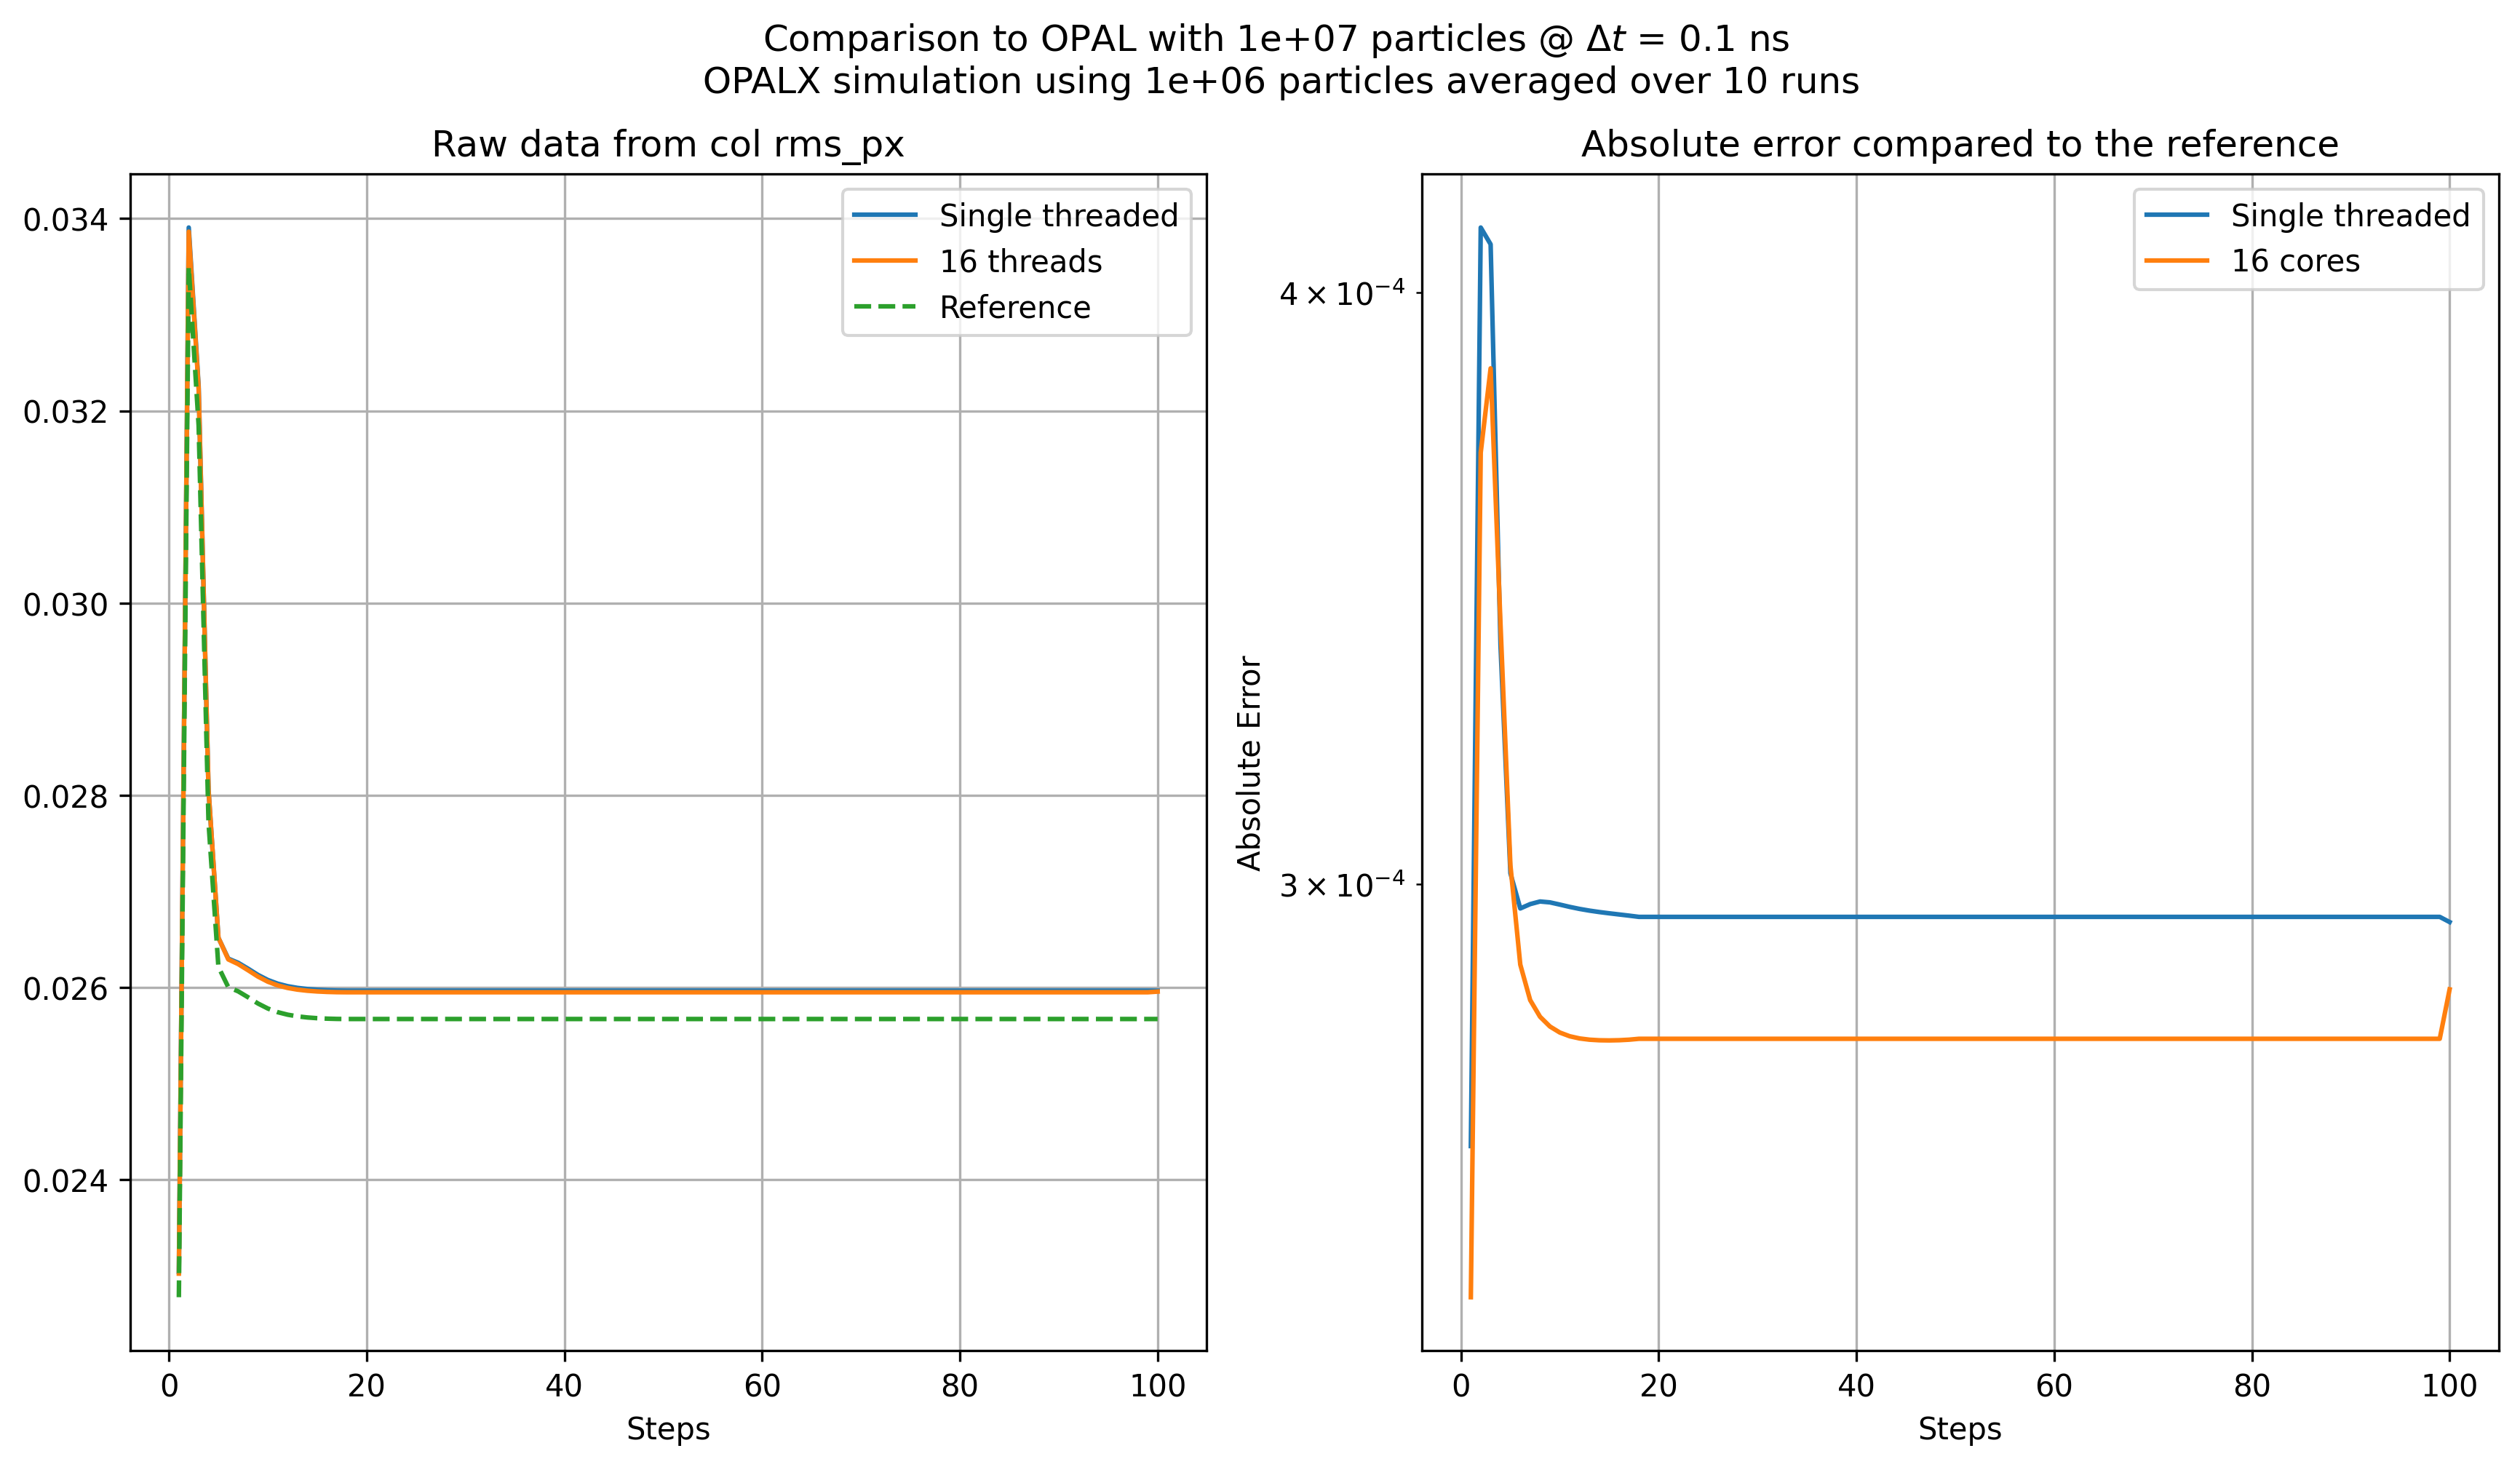 Comparison to OPAL with 1e+07 particles @ Δt = 0.1 ns
OPALX simulation using 1e+06 particles averaged over 10 runs
Raw data from col rms_px
0.034
0.032
0.030
0.028
0.026
0.024
0 20 40 60 80 100
Steps
Single threaded
16 threads
Reference
Absolute error compared to the reference
Absolute Error
4 × 10⁻⁴
3 × 10⁻⁴
0 20 40 60 80 100
Steps
Single threaded
16 cores